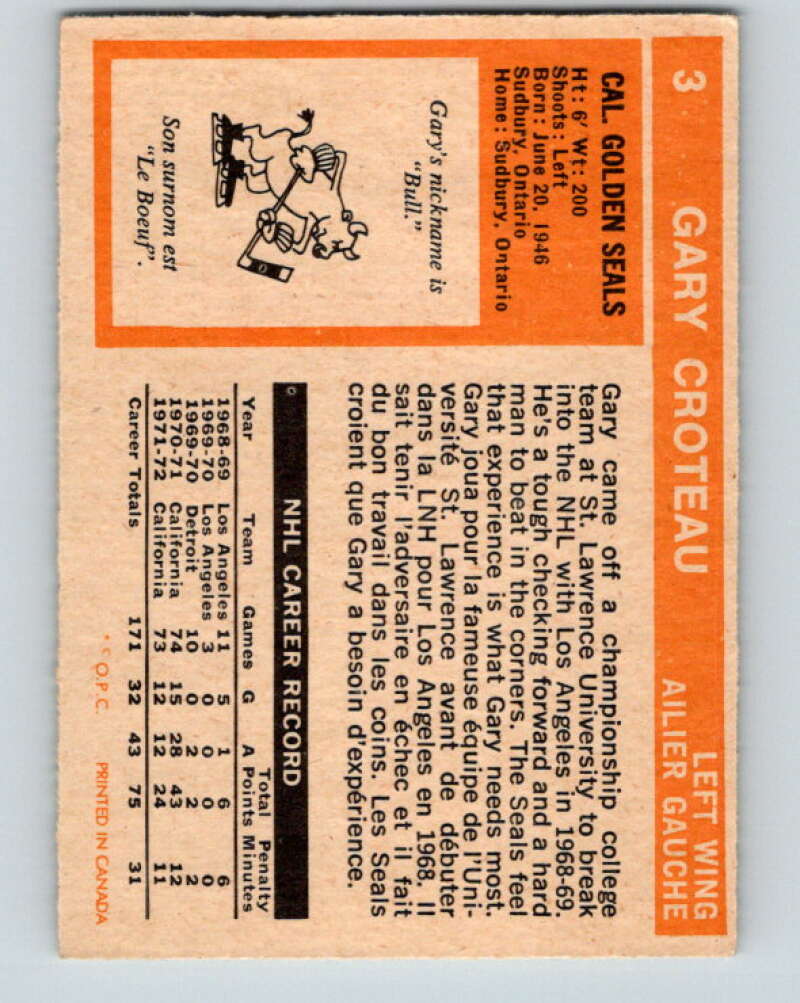 3 GARY CROTEAU LEFT WING
AILIER GAUCHE
CAL. GOLDEN SEALS
Ht: 6' Wt: 200
Shoots: Left
Born: June 20, 1946
Sudbury, Ontario
Home: Sudbury, Ontario
Gary's nickname is
"Bull."
Son surnom est
"Le Boeuf".
Gary came off a championship college
team at St. Lawrence University to break
into the NHL with Los Angeles in 1968-69.
He's a tough checking forward and a hard
man to beat in the corners. The Seals feel
that experience is what Gary needs most.
Gary joua pour la fameuse équipe de l'Uni-
versité St. Lawrence avant de débuter
dans la LNH pour Los Angeles en 1968. Il
sait tenir l'adversaire en échec et il fait
du bon travail dans les coins. Les Seals
croient que Gary a besoin d'expérience.
NHL CAREER RECORD
Year Team Games G A Total Points Penalty Minutes
1968-69 Los Angeles 11 5 1 6 6
1969-70 Los Angeles 3 0 0 0 0
1969-70 Detroit 10 0 2 2 2
1970-71 California 74 15 28 43 12
1971-72 California 73 12 12 24 11
Career Totals 171 32 43 75 31
* © O.P.C. PRINTED IN CANADA